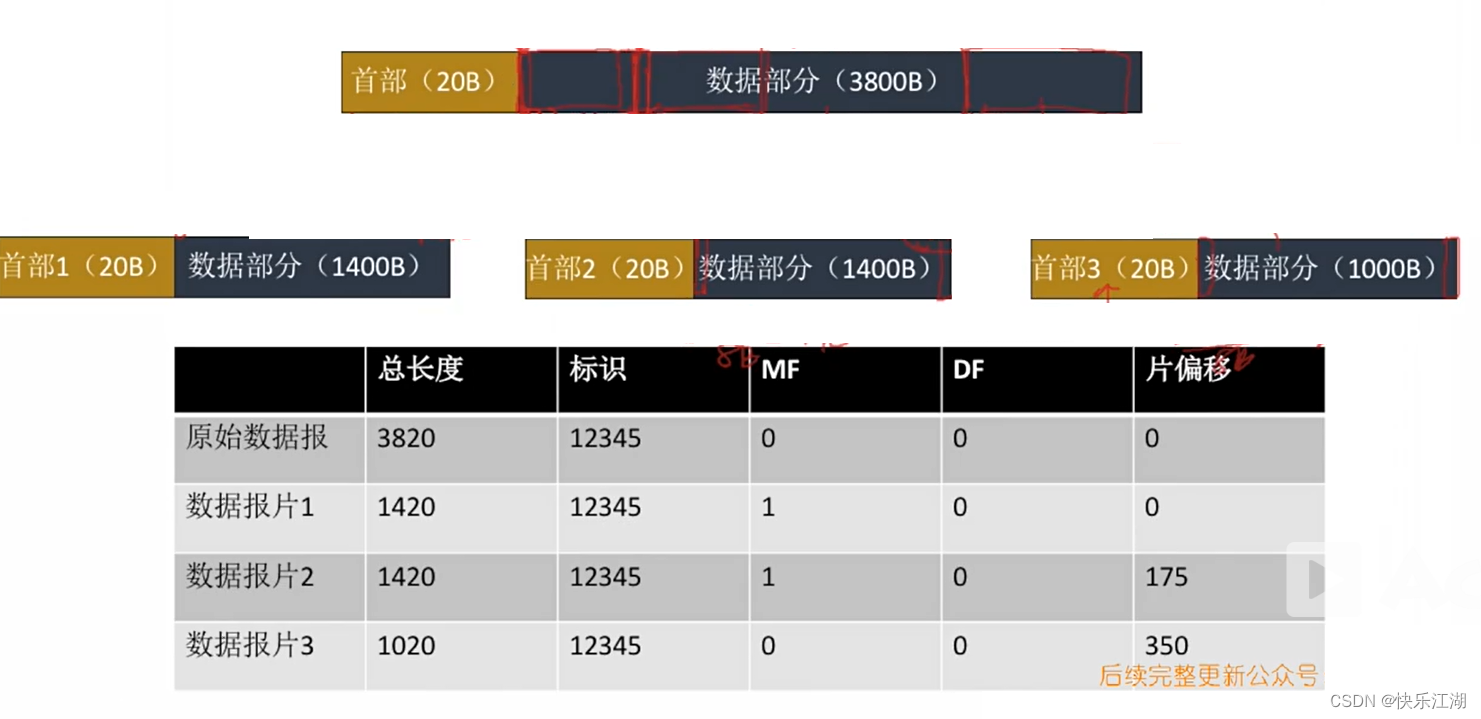 首部（20B） 数据部分（3800B）
首部1（20B） 数据部分（1400B） 首部2（20B） 数据部分（1400B） 首部3（20B） 数据部分（1000B）
8B 8B
总长度 标识 MF DF 片偏移
原始数据报 3820 12345 0 0 0
数据报片1 1420 12345 1 0 0
数据报片2 1420 12345 1 0 175
数据报片3 1020 12345 0 0 350
后续完整更新公众号
CSDN @快乐江湖